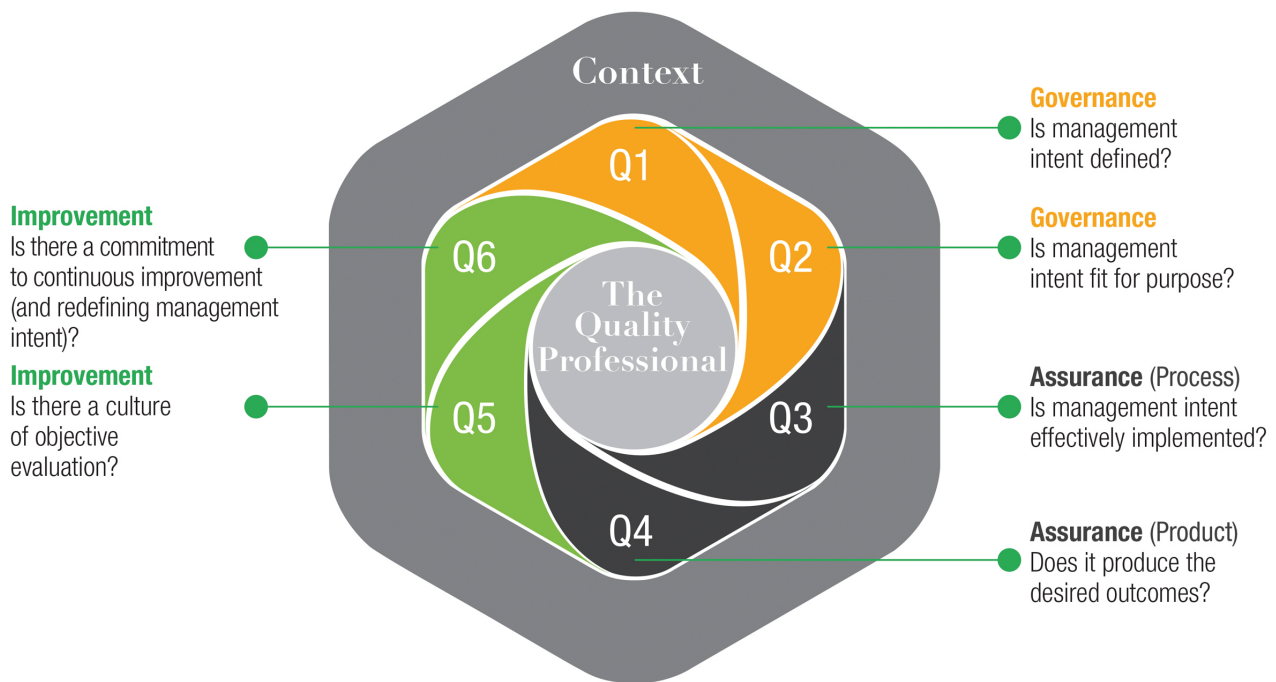 Context
Q1
Q2
Q3
Q4
Q5
Q6
The
Quality
Professional
Governance
Is management
intent defined?
Governance
Is management
intent fit for purpose?
Assurance (Process)
Is management intent
effectively implemented?
Assurance (Product)
Does it produce the
desired outcomes?
Improvement
Is there a culture
of objective
evaluation?
Improvement
Is there a commitment
to continuous improvement
(and redefining management
intent)?